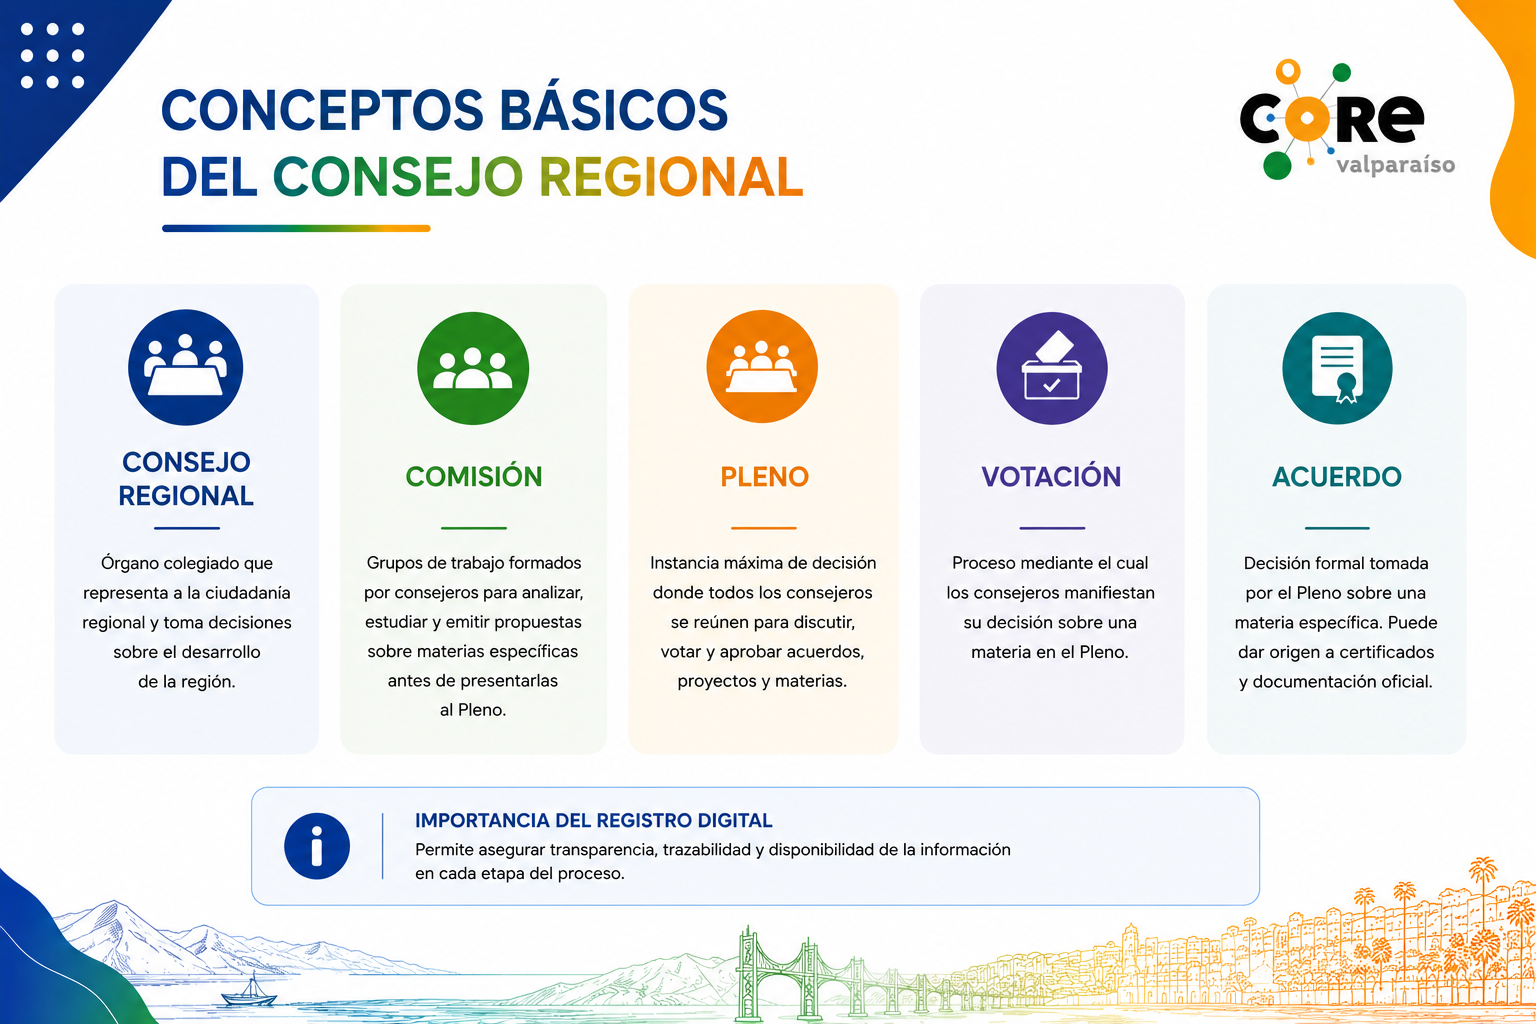 CONCEPTOS BÁSICOS
DEL CONSEJO REGIONAL
CORe
valparaíso
CONSEJO
REGIONAL
Órgano colegiado que
representa a la ciudadanía
regional y toma decisiones
sobre el desarrollo
de la región.
COMISIÓN
Grupos de trabajo formados
por consejeros para analizar,
estudiar y emitir propuestas
sobre materias específicas
antes de presentarlas
al Pleno.
PLENO
Instancia máxima de decisión
donde todos los consejeros
se reúnen para discutir,
votar y aprobar acuerdos,
proyectos y materias.
VOTACIÓN
Proceso mediante el cual
los consejeros manifiestan
su decisión sobre una
materia en el Pleno.
ACUERDO
Decisión formal tomada
por el Pleno sobre una
materia específica. Puede
dar origen a certificados
y documentación oficial.
IMPORTANCIA DEL REGISTRO DIGITAL
Permite asegurar transparencia, trazabilidad y disponibilidad de la información
en cada etapa del proceso.